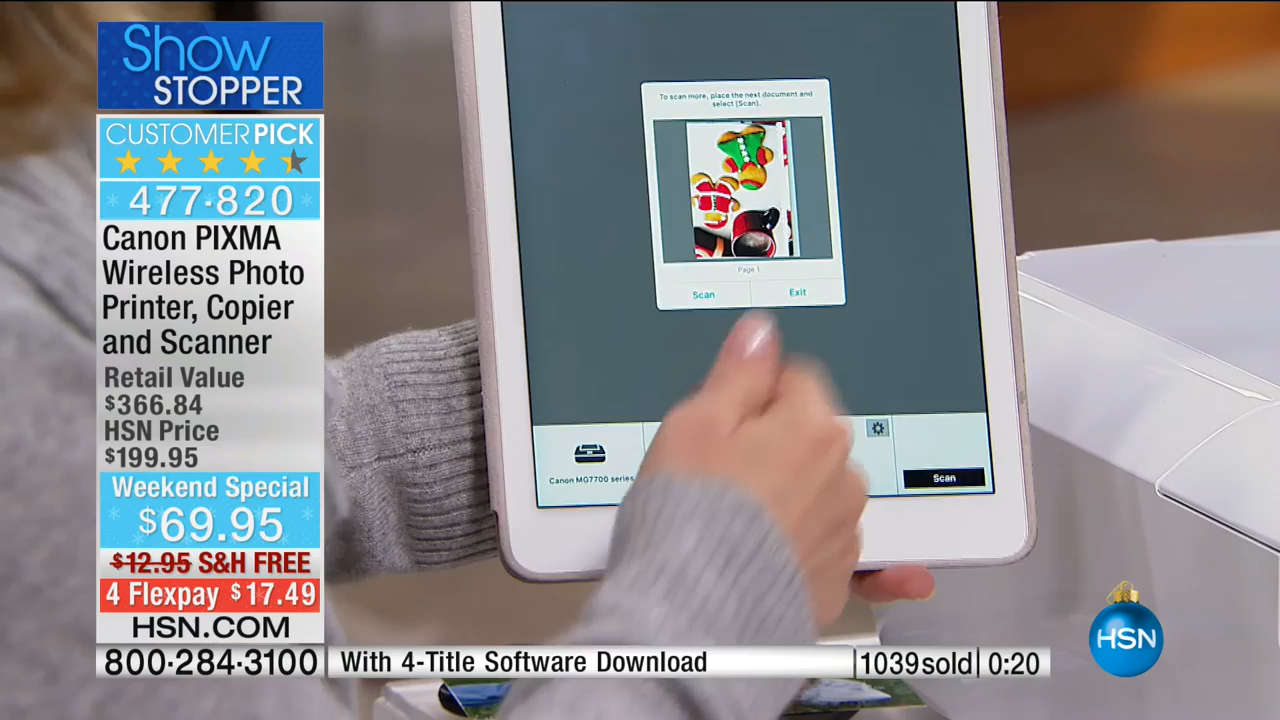 Show
STOPPER
CUSTOMER PICK
477·820
Canon PIXMA
Wireless Photo
Printer, Copier
and Scanner
Retail Value
$366.84
HSN Price
$199.95
Weekend Special
$69.95
$12.95 S&H FREE
4 Flexpay $17.49
HSN.COM
800·284·3100
With 4-Title Software Download
1039 sold
0:20
To scan more, place the next document and
select [Scan].
Page 1
Scan
Exit
Canon MG7700 series
Scan
HSN